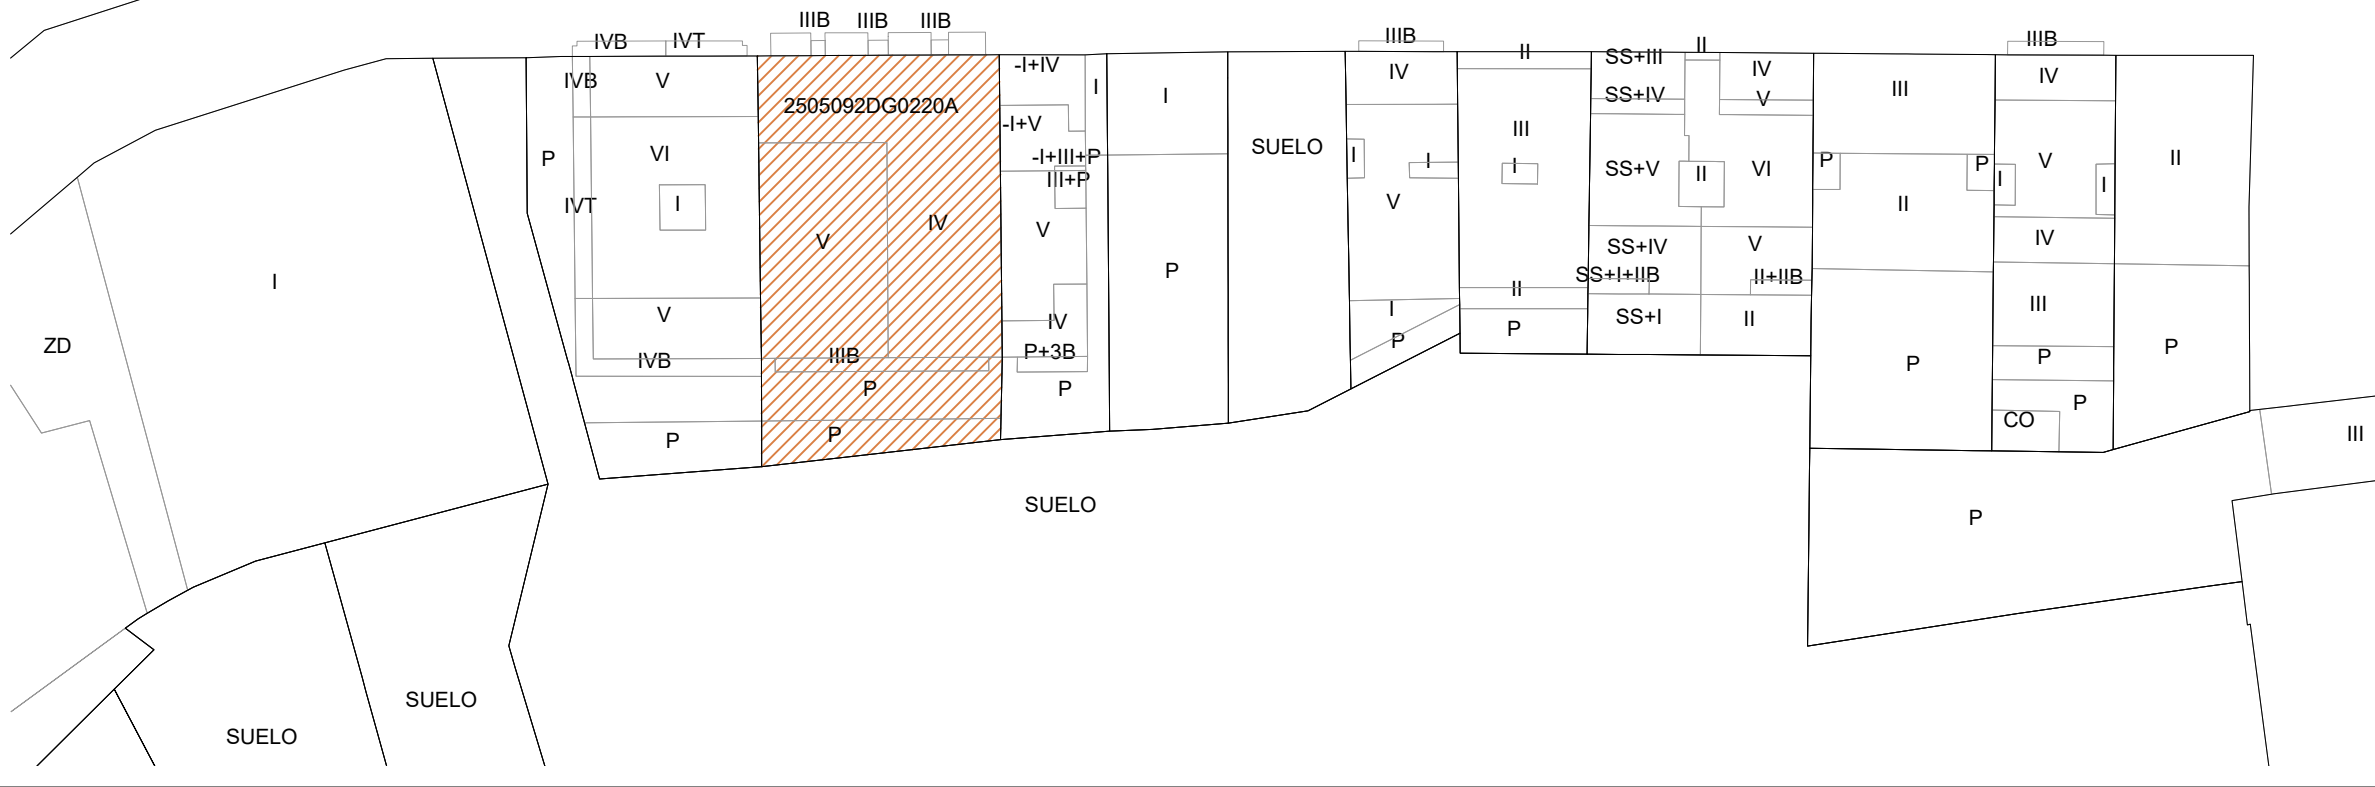 IIIB IIIB IIIB
IVB IVT IIIB II IIIB
IVB V -I+IV I I IV SS+III IV III IV
2505092DG0220A SS+IV V
-I+V
P VI -I+III+P SUELO I I III I SS+V II VI P P I V I II
IVT I III+P V II
I V IV V P IV
SS+IV V
SS+I+IIB II+IIB
V IV I II SS+I II III
ZD IVB IIIB P+3B P P P P P
P P P
P P CO III
SUELO P
SUELO
SUELO